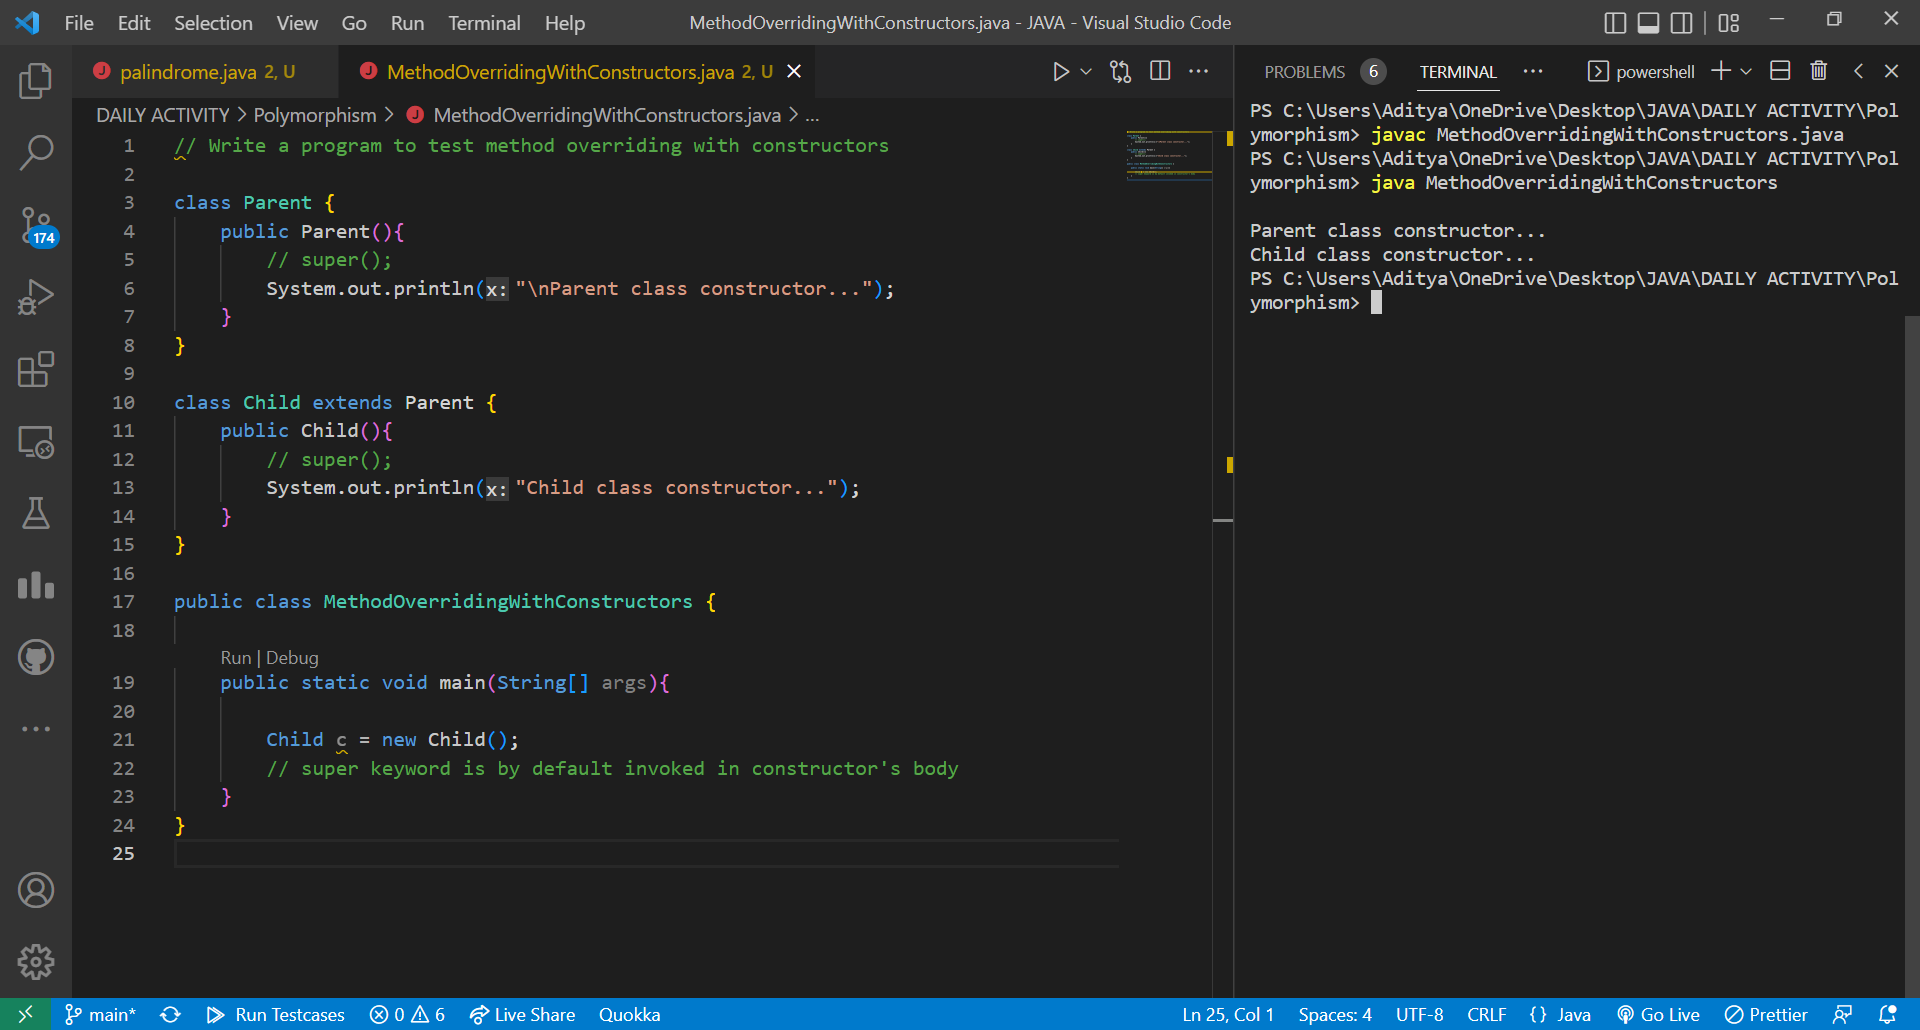 File Edit Selection View Go Run Terminal Help MethodOverridingWithConstructors.java - JAVA - Visual Studio Code
palindrome.java 2, U MethodOverridingWithConstructors.java 2, U
DAILY ACTIVITY > Polymorphism > MethodOverridingWithConstructors.java > ...
1 // Write a program to test method overriding with constructors
2
3 class Parent {
4 public Parent(){
5 // super();
6 System.out.println(x: "\nParent class constructor...");
7 }
8 }
9
10 class Child extends Parent {
11 public Child(){
12 // super();
13 System.out.println(x: "Child class constructor...");
14 }
15 }
16
17 public class MethodOverridingWithConstructors {
18
Run | Debug
19 public static void main(String[] args){
20
21 Child c = new Child();
22 // super keyword is by default invoked in constructor's body
23 }
24 }
25
174
PROBLEMS 6 TERMINAL ... powershell
PS C:\Users\Aditya\OneDrive\Desktop\JAVA\DAILY ACTIVITY\Pol
ymorphism> javac MethodOverridingWithConstructors.java
PS C:\Users\Aditya\OneDrive\Desktop\JAVA\DAILY ACTIVITY\Pol
ymorphism> java MethodOverridingWithConstructors
Parent class constructor...
Child class constructor...
PS C:\Users\Aditya\OneDrive\Desktop\JAVA\DAILY ACTIVITY\Pol
ymorphism>
main* Run Testcases 0 6 Live Share Quokka Ln 25, Col 1 Spaces: 4 UTF-8 CRLF {} Java Go Live Prettier